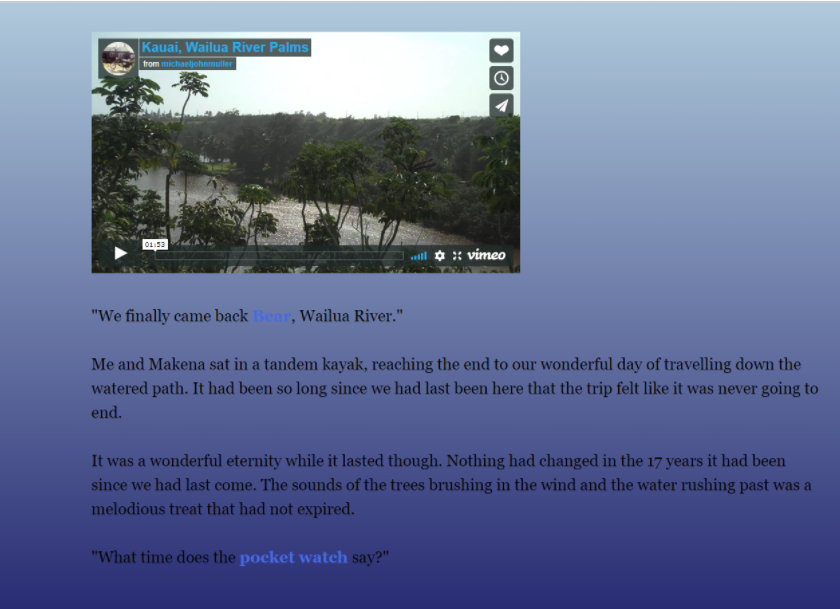 Kauai, Wailua River Palms
from michaeljohnmuller
01:53
vimeo
"We finally came back Bear, Wailua River."
Me and Makena sat in a tandem kayak, reaching the end to our wonderful day of travelling down the
watered path. It had been so long since we had last been here that the trip felt like it was never going to
end.
It was a wonderful eternity while it lasted though. Nothing had changed in the 17 years it had been
since we had last come. The sounds of the trees brushing in the wind and the water rushing past was a
melodious treat that had not expired.
"What time does the pocket watch say?"